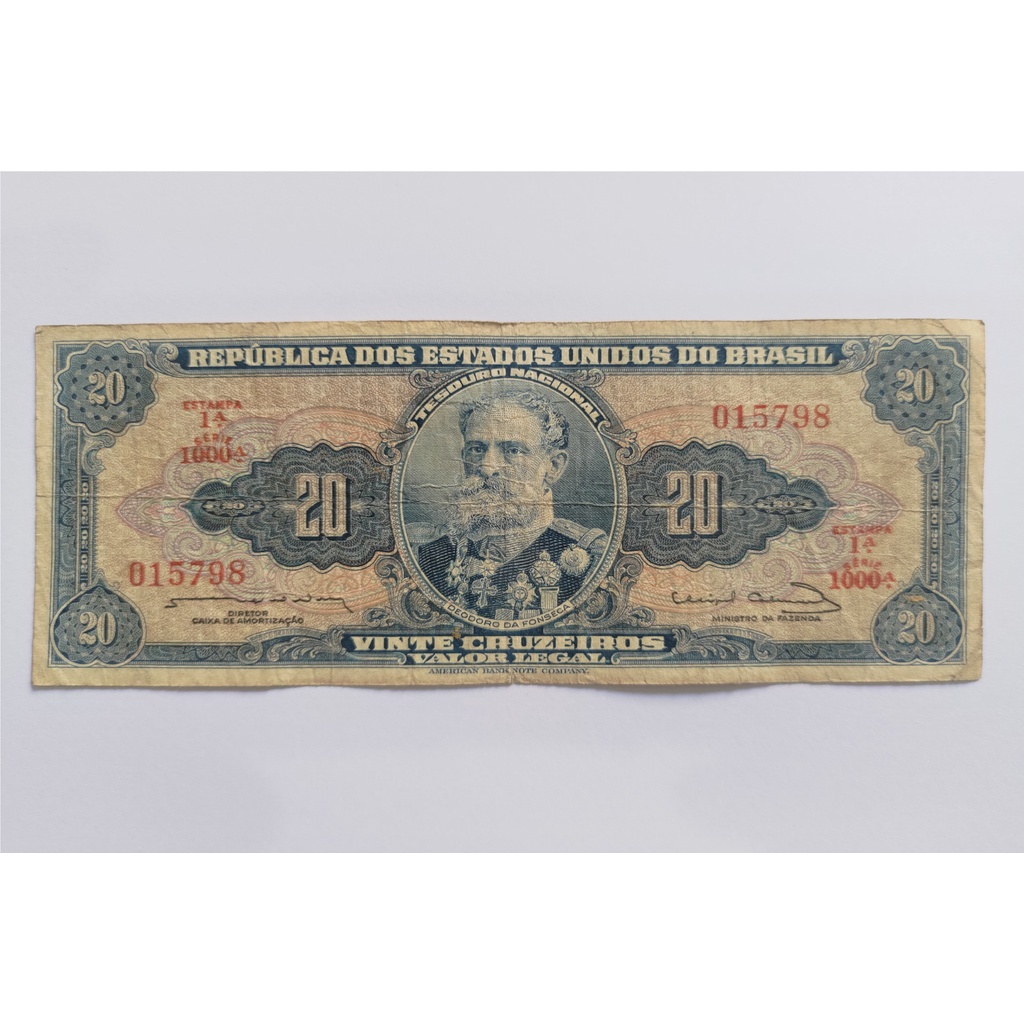 REPÚBLICA DOS ESTADOS UNIDOS DO BRASIL
TESOURO NACIONAL
20
20
ESTAMPA
1ª
SÉRIE
1000ª
015798
20
20
ESTAMPA
1ª
SÉRIE
1000ª
015798
DIRETOR
CAIXA DE AMORTIZAÇÃO
DEODORO DA FONSECA
MINISTRO DA FAZENDA
20
20
VINTE CRUZEIROS
VALOR LEGAL
AMERICAN BANK NOTE COMPANY.